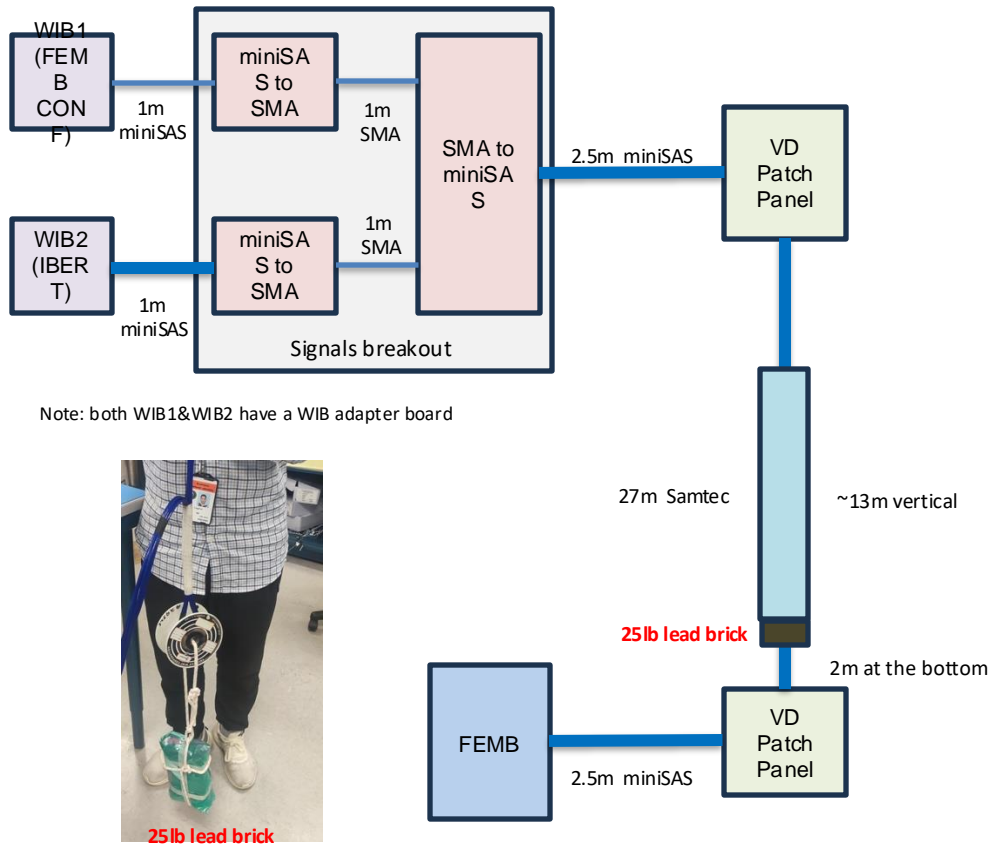 WIB1
(FEM
B
CON
F)
1m
miniSAS
miniSA
S to
SMA
1m
SMA
SMA to
miniSA
S
2.5m miniSAS
VD
Patch
Panel
WIB2
(IBER
T)
1m
miniSAS
miniSA
S to
SMA
1m
SMA
Signals breakout
Note: both WIB1&WIB2 have a WIB adapter board
27m Samtec
~13m vertical
25lb lead brick
2m at the bottom
FEMB
2.5m miniSAS
VD
Patch
Panel
25lb lead brick